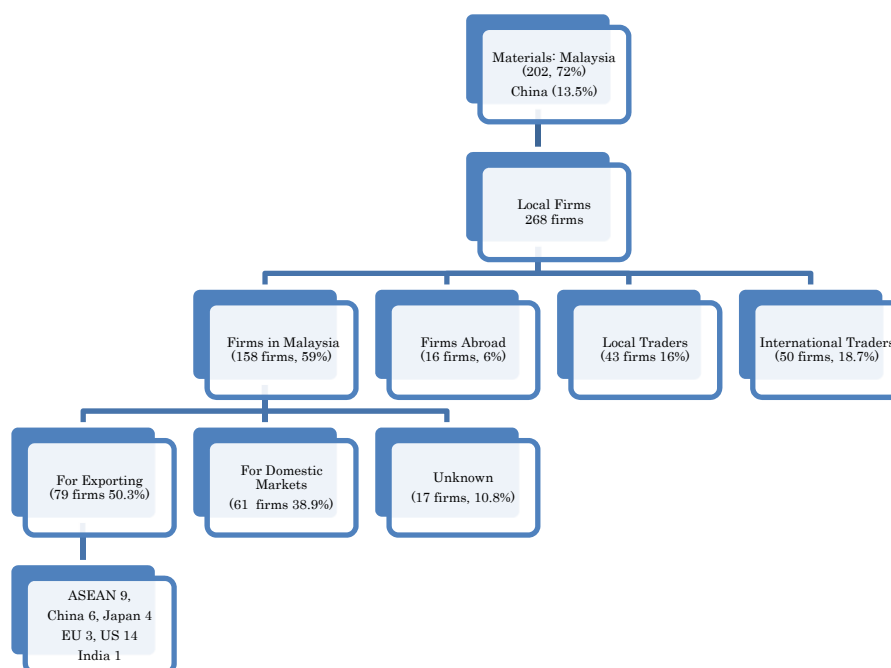 Materials: Malaysia
(202, 72%)
China (13.5%)
Local Firms
268 firms
Firms in Malaysia
(158 firms, 59%)
Firms Abroad
(16 firms, 6%)
Local Traders
(43 firms 16%)
International Traders
(50 firms, 18.7%)
For Exporting
(79 firms 50.3%)
For Domestic
Markets
(61 firms 38.9%)
Unknown
(17 firms, 10.8%)
ASEAN 9,
China 6, Japan 4
EU 3, US 14
India 1